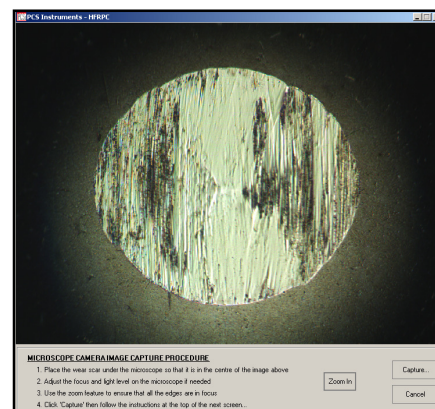 PCS Instruments - HFRPC
MICROSCOPE CAMERA IMAGE CAPTURE PROCEDURE
1. Place the wear scar under the microscope so that it is in the centre of the image above
2. Adjust the focus and light level on the microscope it needed
3. Use the zoom feature to ensure that all the edges are in focus
4. Click 'Capture' then follow the instructions at the top of the next screen...
Zoom In
Capture...
Cancel